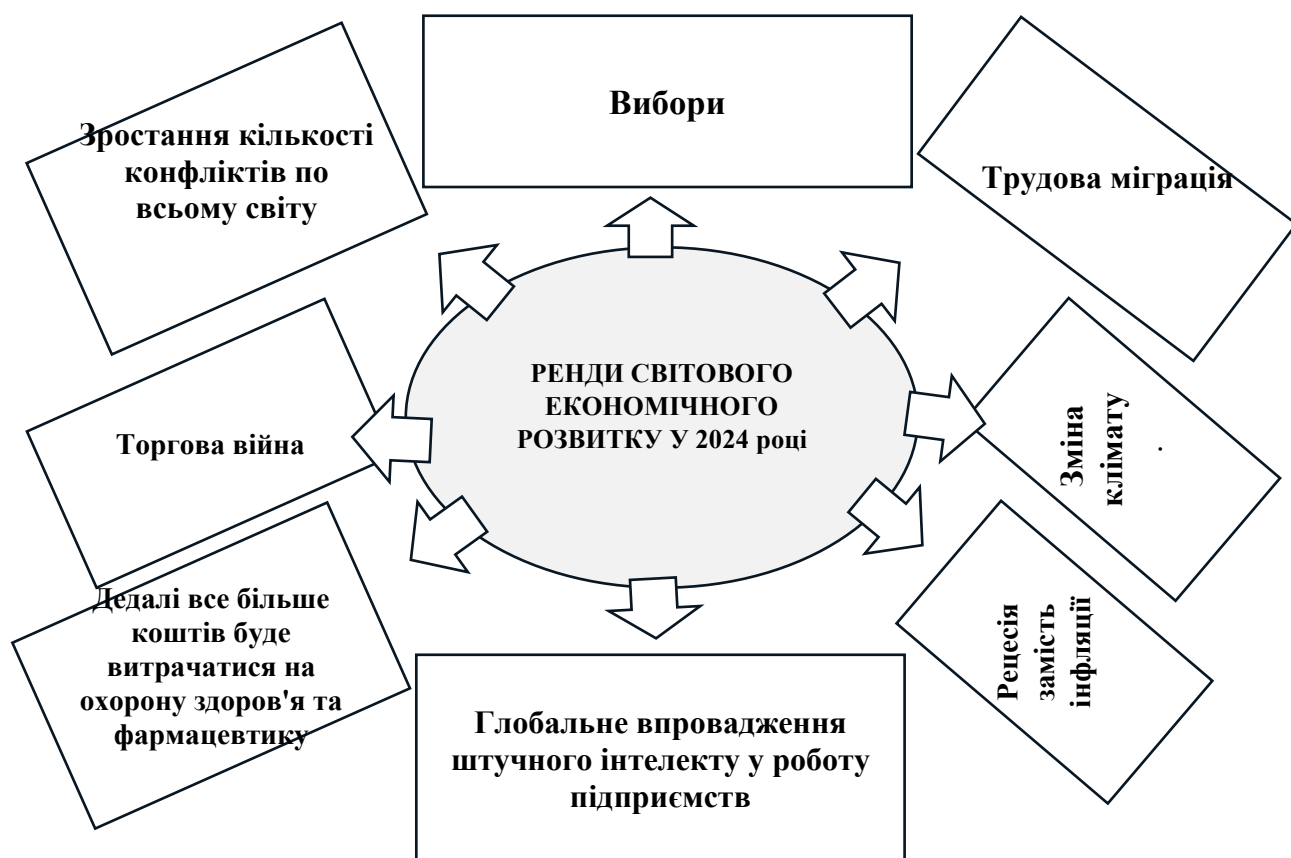 Вибори
Зростання кількості
конфліктів по
всьому світу
Трудова міграція
РЕНДИ СВІТОВОГО
ЕКОНОМІЧНОГО
РОЗВИТКУ У 2024 році
Торгова війна
Зміна
клімату
.
Дедалі все більше
коштів буде
витрачатися на
охорону здоров'я та
фармацевтику
Рецесія
замість
інфляції
Глобальне впровадження
штучного інтелекту у роботу
підприємств